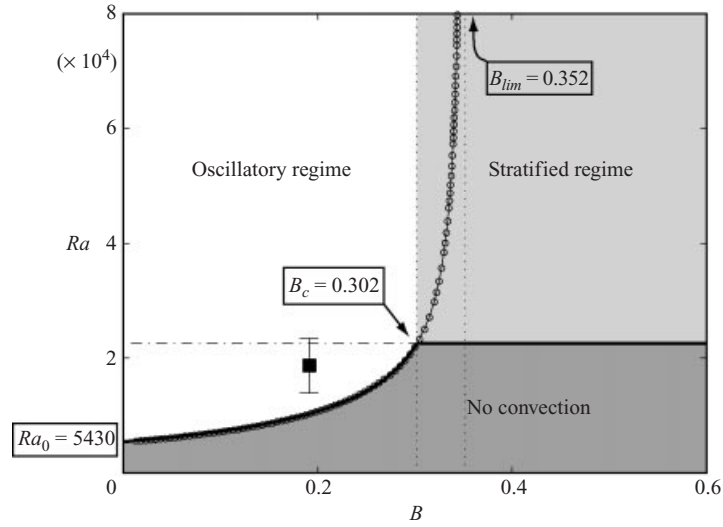 8
(× 10⁴)
B_lim = 0.352
6
Oscillatory regime
Stratified regime
Ra
4
B_c = 0.302
2
No convection
Ra₀ = 5430
0
0.2
0.4
0.6
B